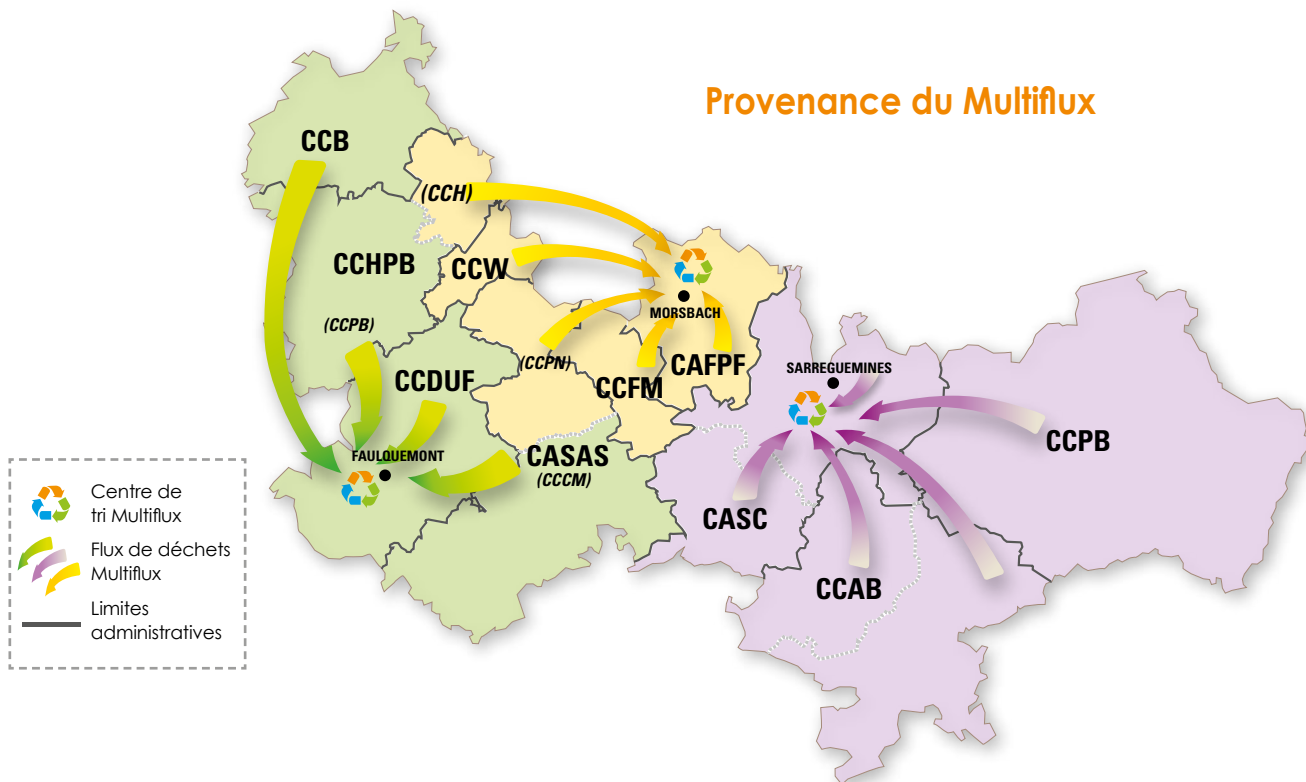 Provenance du Multiflux
CCB
(CCH)
CCHPB
CCW
MORSBACH
(CCPB)
(CCPN)
CCDUF
CCFM
CAFPF
SARREGUEMINES
CCPB
FAULQUEMONT
CASAS
(CCCM)
CASC
CCAB
Centre de
tri Multiflux
Flux de déchets
Multiflux
Limites
administratives